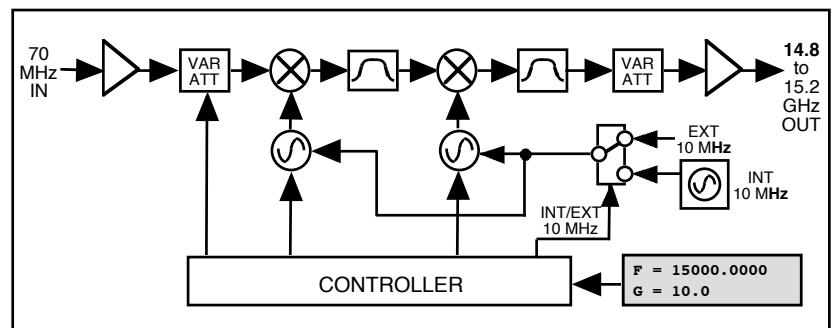 70
MHz
IN
VAR
ATT
VAR
ATT
14.8
to
15.2
GHz
OUT
EXT
10 MHz
INT
10 MHz
INT/EXT
10 MHz
CONTROLLER
F = 15000.0000
G = 10.0